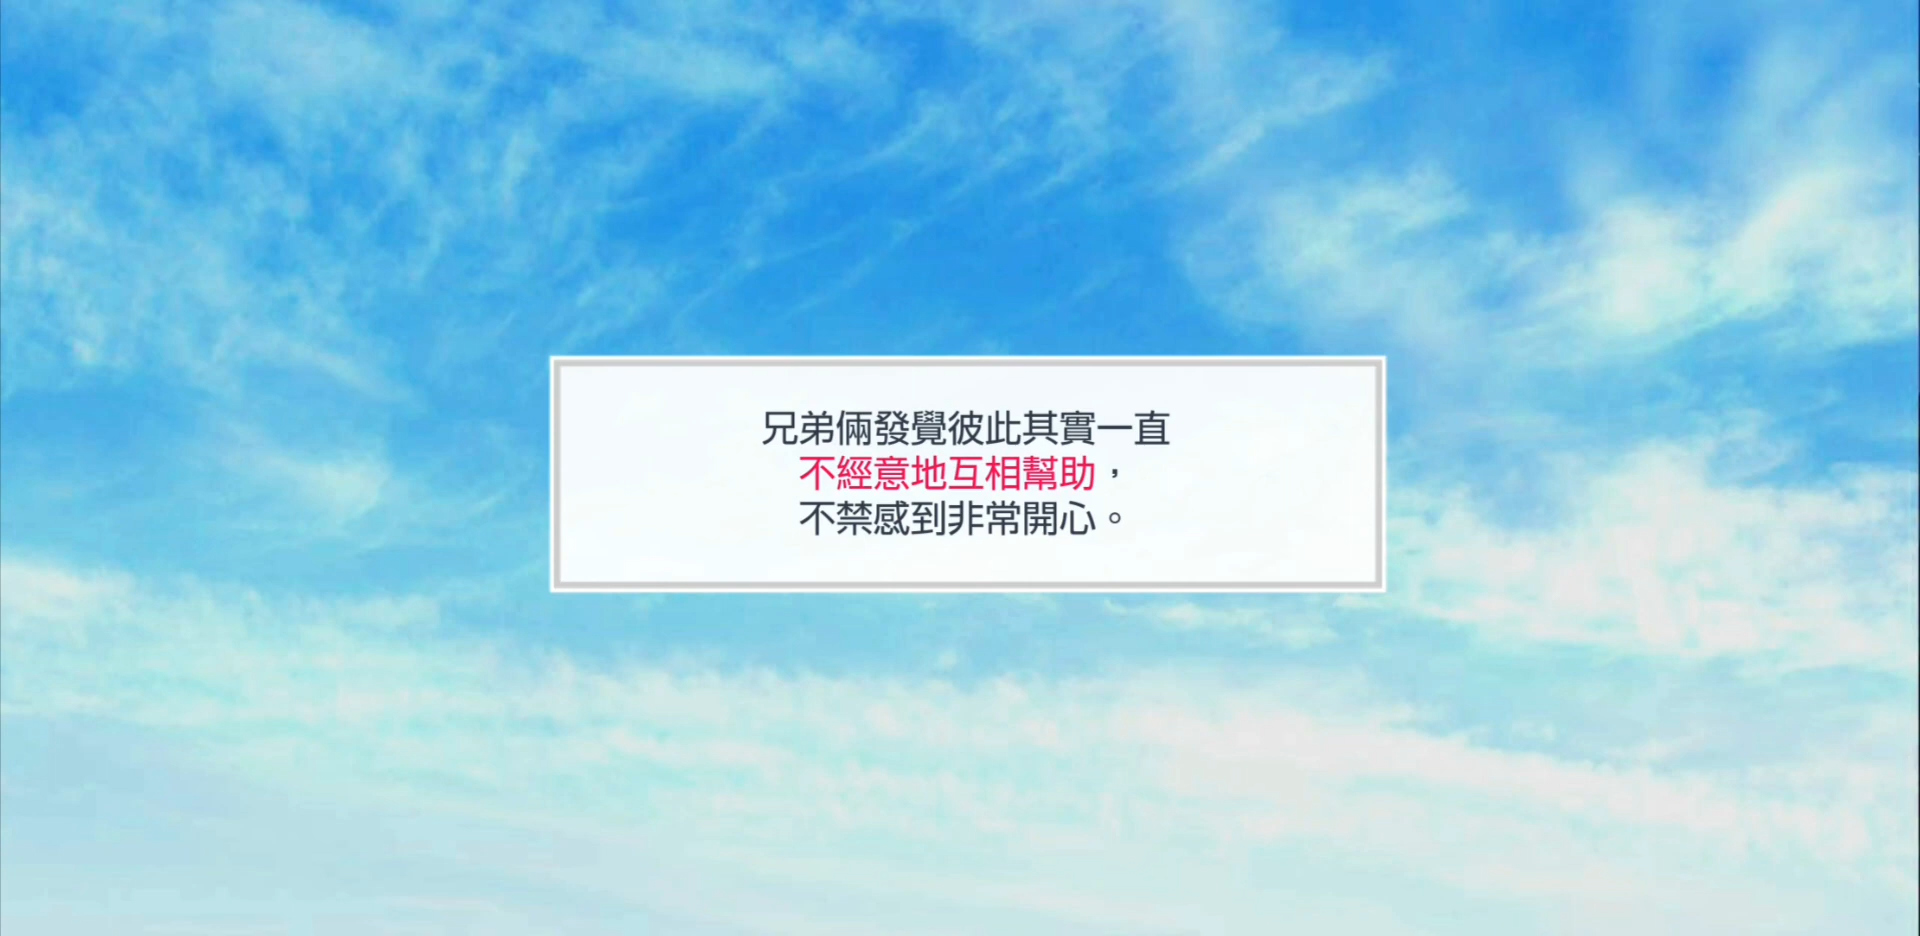 兄弟倆發覺彼此其實一直
不經意地互相幫助，
不禁感到非常開心。